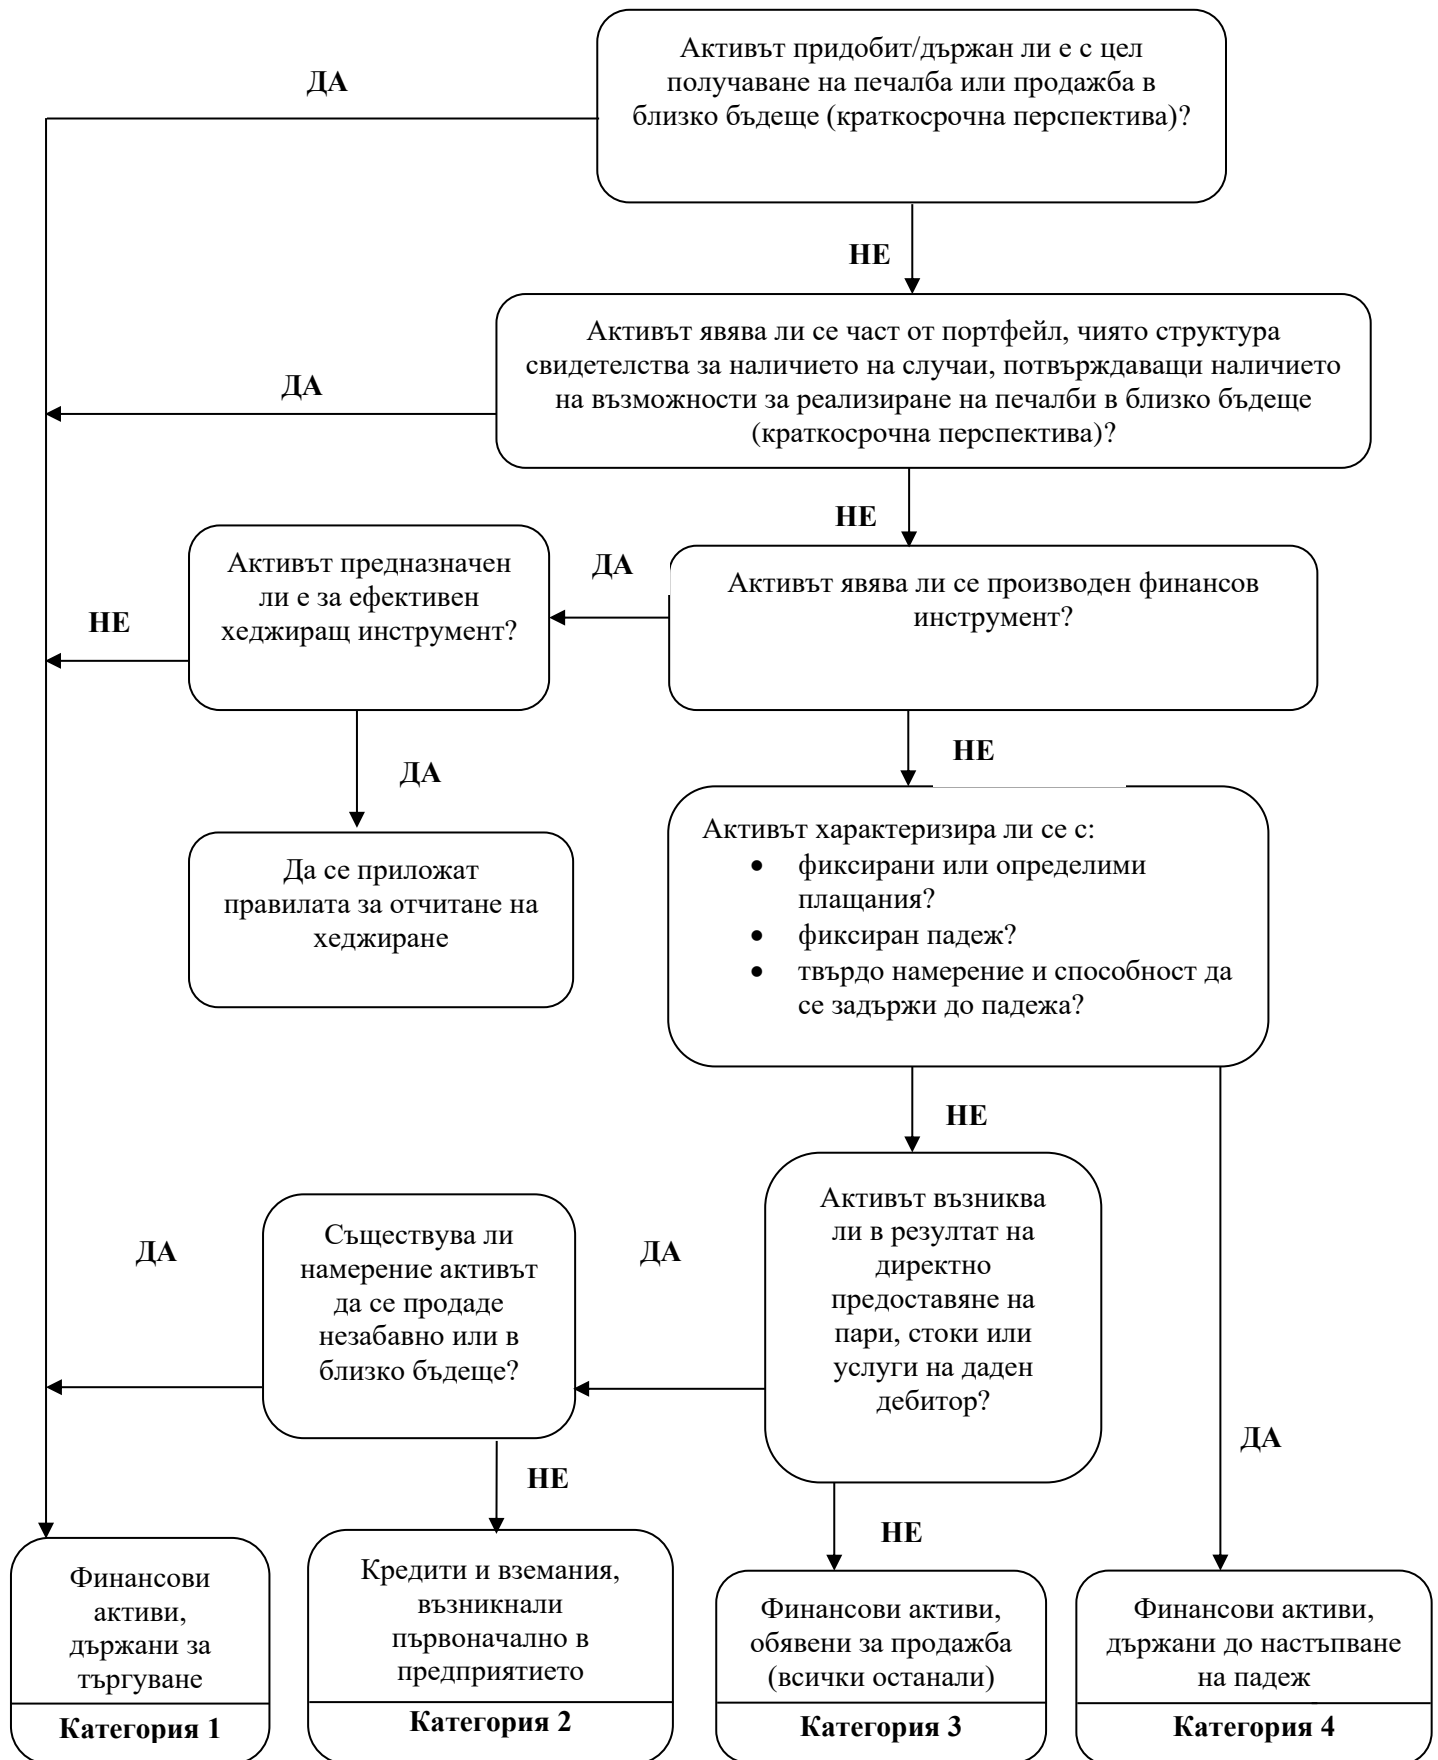 Активът придобит/държан ли е с цел
получаване на печалба или продажба в
близко бъдеще (краткосрочна перспектива)?
ДА
НЕ
Активът явява ли се част от портфейл, чиято структура
свидетелства за наличието на случаи, потвърждаващи наличието
на възможности за реализиране на печалби в близко бъдеще
(краткосрочна перспектива)?
ДА
НЕ
Активът явява ли се производен финансов
инструмент?
ДА
Активът предназначен
ли е за ефективен
хеджиращ инструмент?
НЕ
ДА
Да се приложат
правилата за отчитане на
хеджиране
НЕ
Активът характеризира ли се с:
• фиксирани или определими
плащания?
• фиксиран падеж?
• твърдо намерение и способност да
се задържи до падежа?
НЕ
Активът възниква
ли в резултат на
директно
предоставяне на
пари, стоки или
услуги на даден
дебитор?
ДА
Съществува ли
намерение активът
да се продаде
незабавно или в
близко бъдеще?
ДА
НЕ
НЕ
ДА
Финансови
активи,
държани за
търгуване
Категория 1
Кредити и вземания,
възникнали
първоначално в
предприятието
Категория 2
Финансови активи,
обявени за продажба
(всички останали)
Категория 3
Финансови активи,
държани до настъпване
на падеж
Категория 4